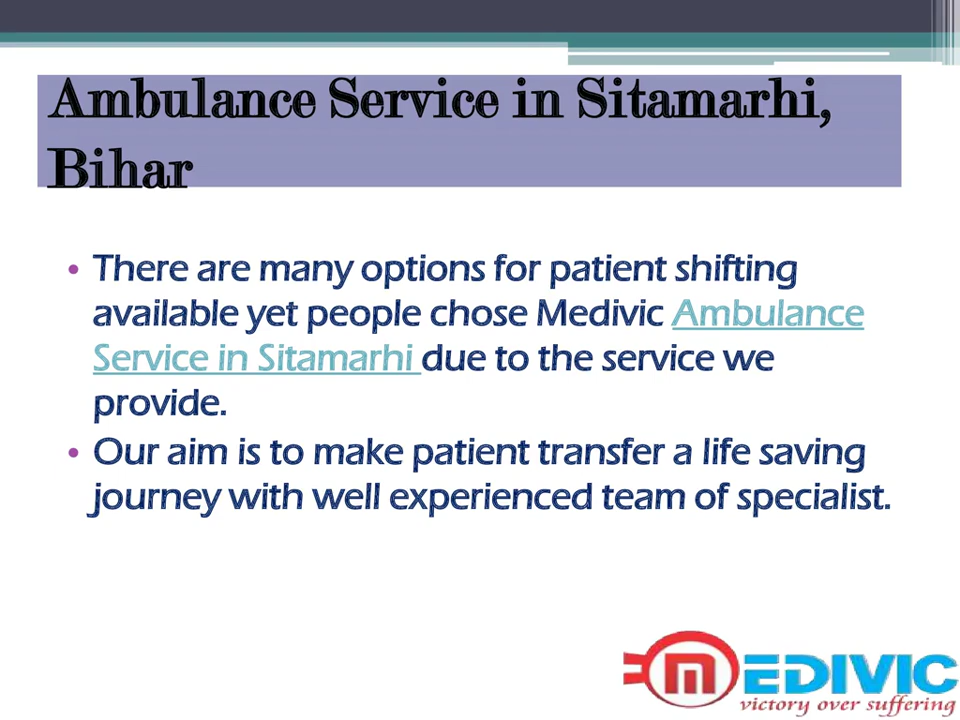 Ambulance Service in Sitamarhi,
Bihar
• There are many options for patient shifting
available yet people chose Medivic Ambulance
Service in Sitamarhi due to the service we
provide.
• Our aim is to make patient transfer a life saving
journey with well experienced team of specialist.
MEDIVIC
victory over suffering